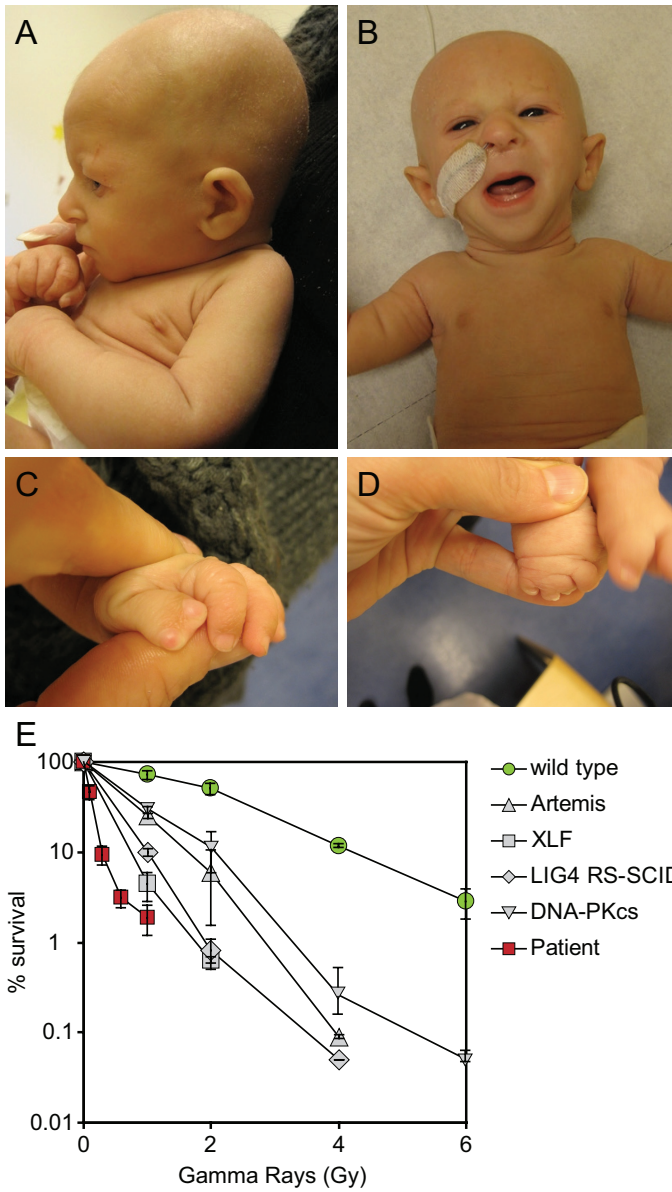 A
B
C
D
E
100
10
1
0.1
0.01
% survival
0
2
4
6
Gamma Rays (Gy)
wild type
Artemis
XLF
LIG4 RS-SCID
DNA-PKcs
Patient